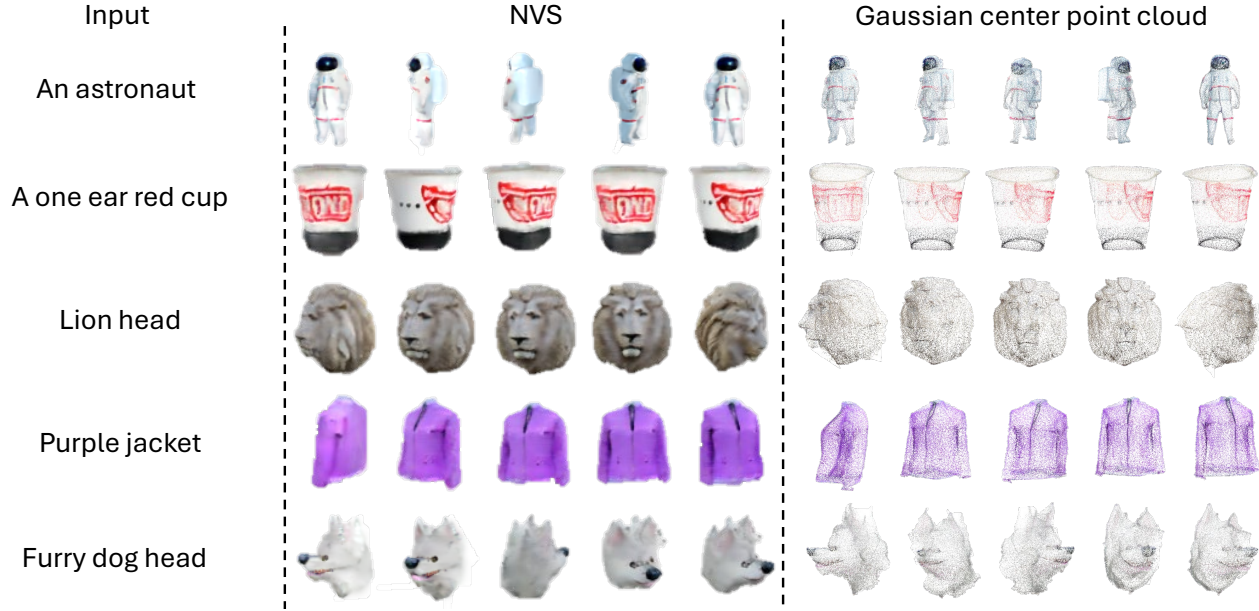 Input
NVS
Gaussian center point cloud
An astronaut
A one ear red cup
Lion head
Purple jacket
Furry dog head